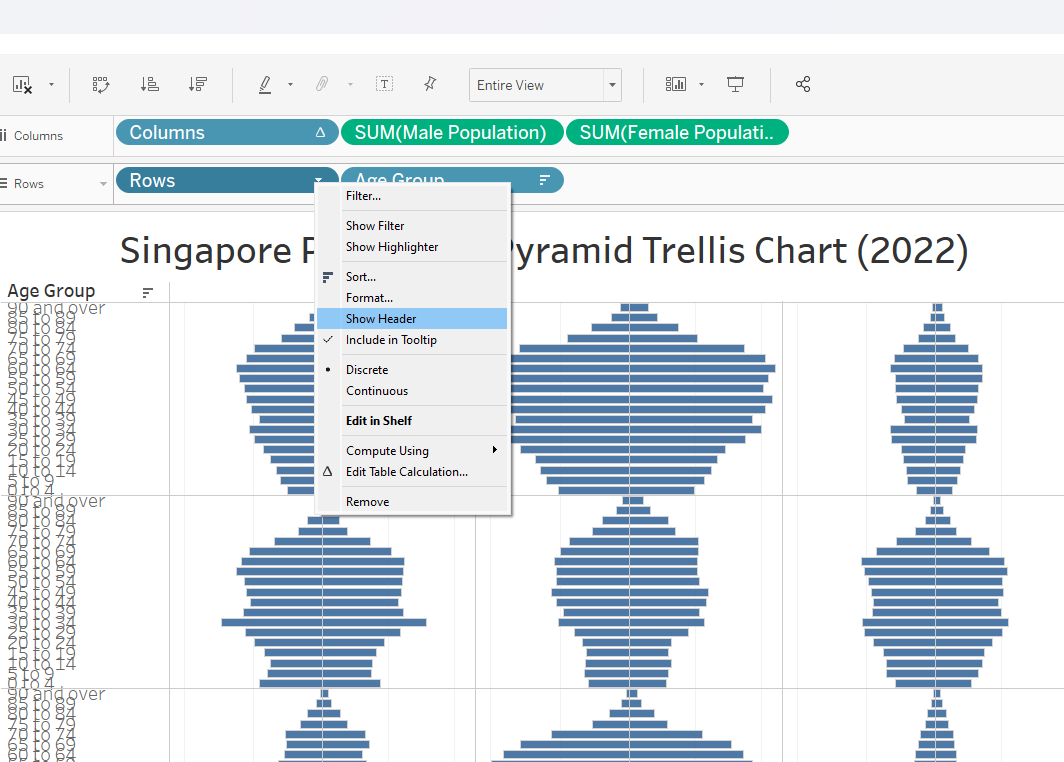 Entire View
Columns
Columns SUM(Male Population) SUM(Female Populati..
Rows
Rows Age Group
Filter...
Show Filter
Show Highlighter
Sort...
Format...
Show Header
Include in Tooltip
Discrete
Continuous
Edit in Shelf
Compute Using
Edit Table Calculation...
Remove
Singapore P yramid Trellis Chart (2022)
Age Group
90 and over
85 to 89
80 to 84
75 to 79
70 to 74
65 to 69
60 to 64
55 to 59
50 to 54
45 to 49
40 to 44
35 to 39
30 to 34
25 to 29
20 to 24
15 to 19
10 to 14
5 to 9
0 to 4
90 and over
85 to 89
80 to 84
75 to 79
70 to 74
65 to 69
60 to 64
55 to 59
50 to 54
45 to 49
40 to 44
35 to 39
30 to 34
25 to 29
20 to 24
15 to 19
10 to 14
5 to 9
0 to 4
90 and over
85 to 89
80 to 84
75 to 79
70 to 74
65 to 69
60 to 64